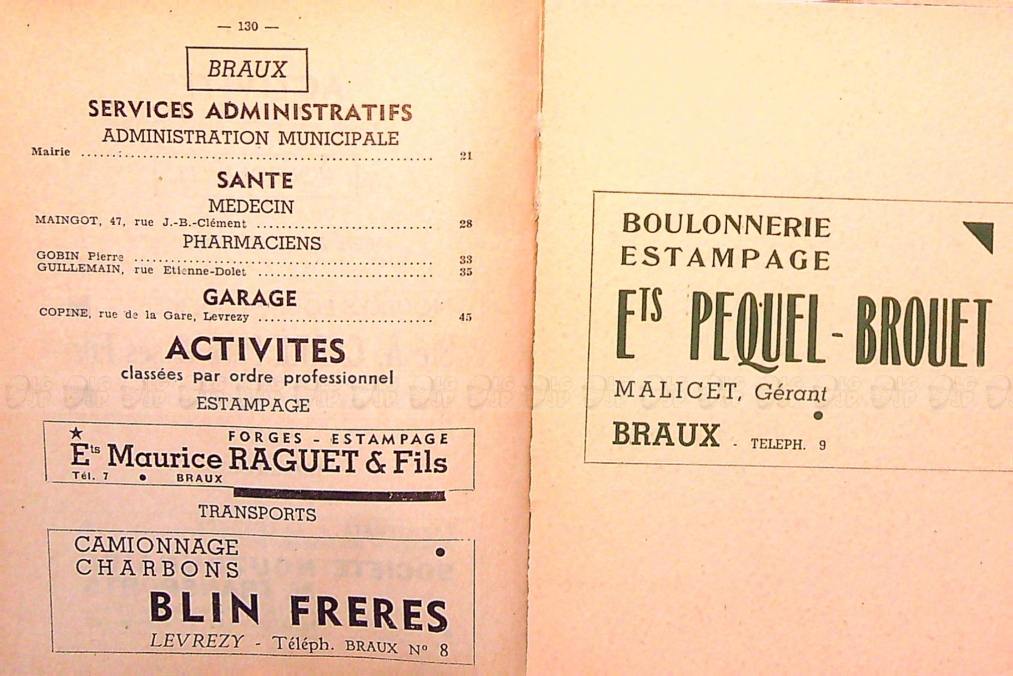 — 130 —
BRAUX
SERVICES ADMINISTRATIFS
ADMINISTRATION MUNICIPALE
Mairie ........................................ 21
SANTE
MEDECIN
MAINGOT, 47, rue J.-B.-Clément ........................ 28
PHARMACIENS
GOBIN Pierre ........................................ 33
GUILLEMAIN, rue Etienne-Dolet ........................ 35
GARAGE
COPINE, rue de la Gare, Levrezy ........................ 45
ACTIVITES
classées par ordre professionnel
ESTAMPAGE
FORGES - ESTAMPAGE
Ets Maurice RAGUET & Fils
Tél. 7 • BRAUX
TRANSPORTS
CAMIONNAGE
CHARBONS
BLIN FRERES
LEVREZY - Téléph. BRAUX N° 8
BOULONNERIE
ESTAMPAGE
ETS PEQUEL-BROUET
MALICET, Gérant
BRAUX - TELEPH. 9